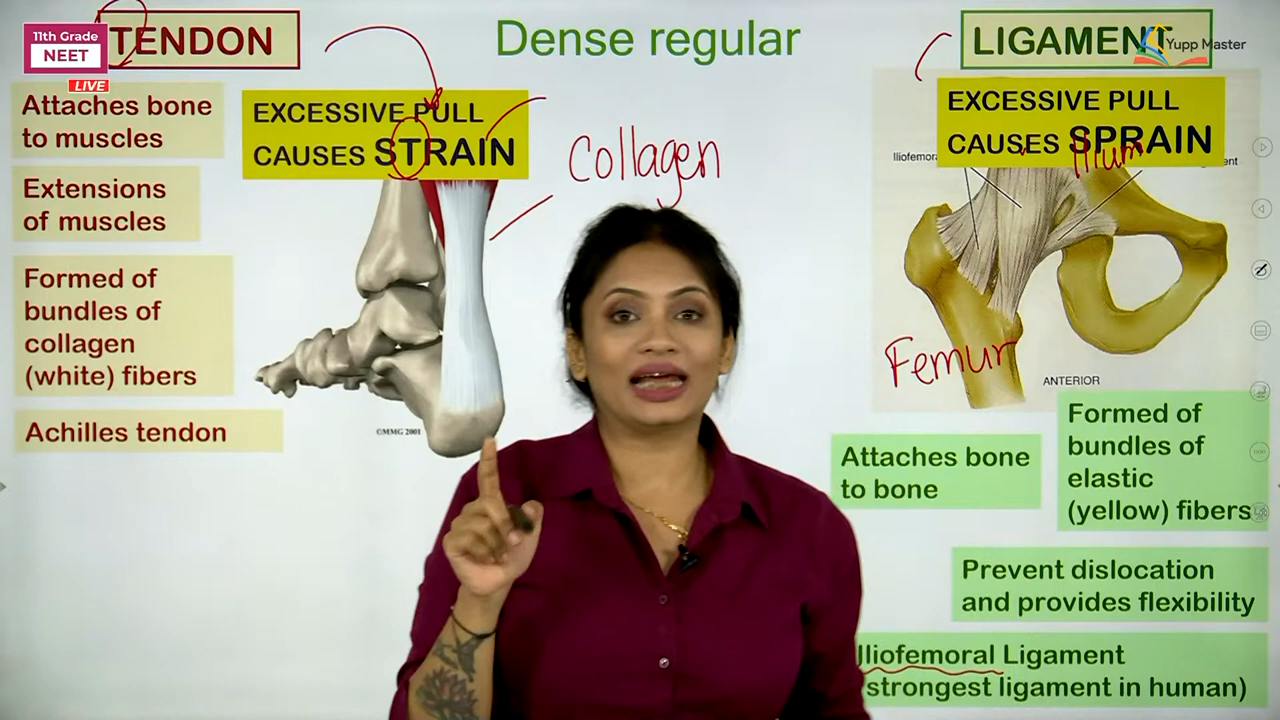 11th Grade
NEET
LIVE
TENDON
Dense regular
LIGAMENT
Yupp Master
Attaches bone
to muscles
EXCESSIVE PULL
CAUSES STRAIN
Collagen
EXCESSIVE PULL
CAUSES SPRAIN
Ilium
Extensions
of muscles
Formed of
bundles of
collagen
(white) fibers
Achilles tendon
©MMG 2001
Femur
ANTERIOR
Attaches bone
to bone
Formed of
bundles of
elastic
(yellow) fibers
Prevent dislocation
and provides flexibility
Iliofemoral Ligament
strongest ligament in human)